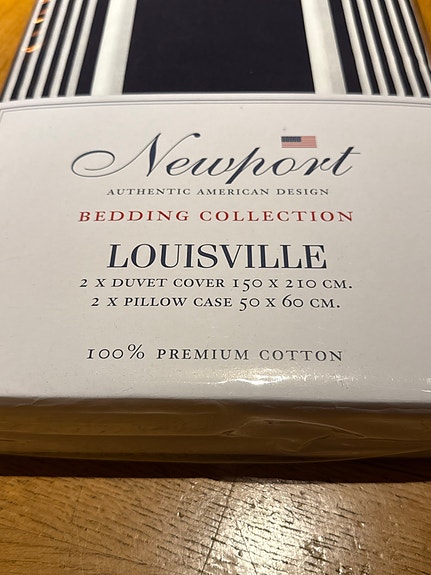 Newport
AUTHENTIC AMERICAN DESIGN
BEDDING COLLECTION
LOUISVILLE
2 X DUVET COVER 150 X 210 CM.
2 X PILLOW CASE 50 X 60 CM.
100% PREMIUM COTTON